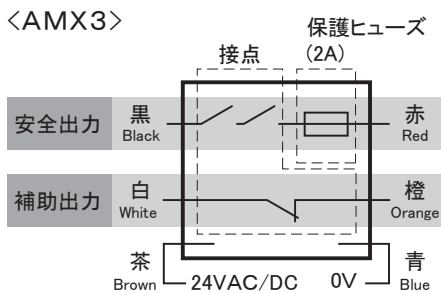 〈AMX3〉
保護ヒューズ
(2A)
接点
安全出力 黒 赤
Black Red
補助出力 白 橙
White Orange
茶 青
Brown 24VAC/DC 0V Blue